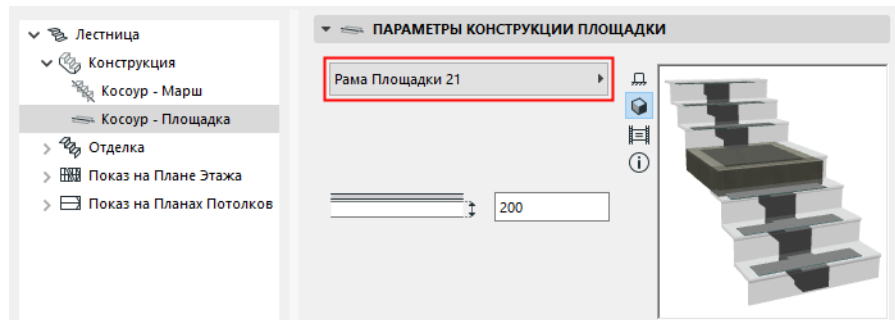 Лестница
Конструкция
Косоур - Марш
Косоур - Площадка
Отделка
Показ на Плане Этажа
Показ на Планах Потолков
ПАРАМЕТРЫ КОНСТРУКЦИИ ПЛОЩАДКИ
Рама Площадки 21
200